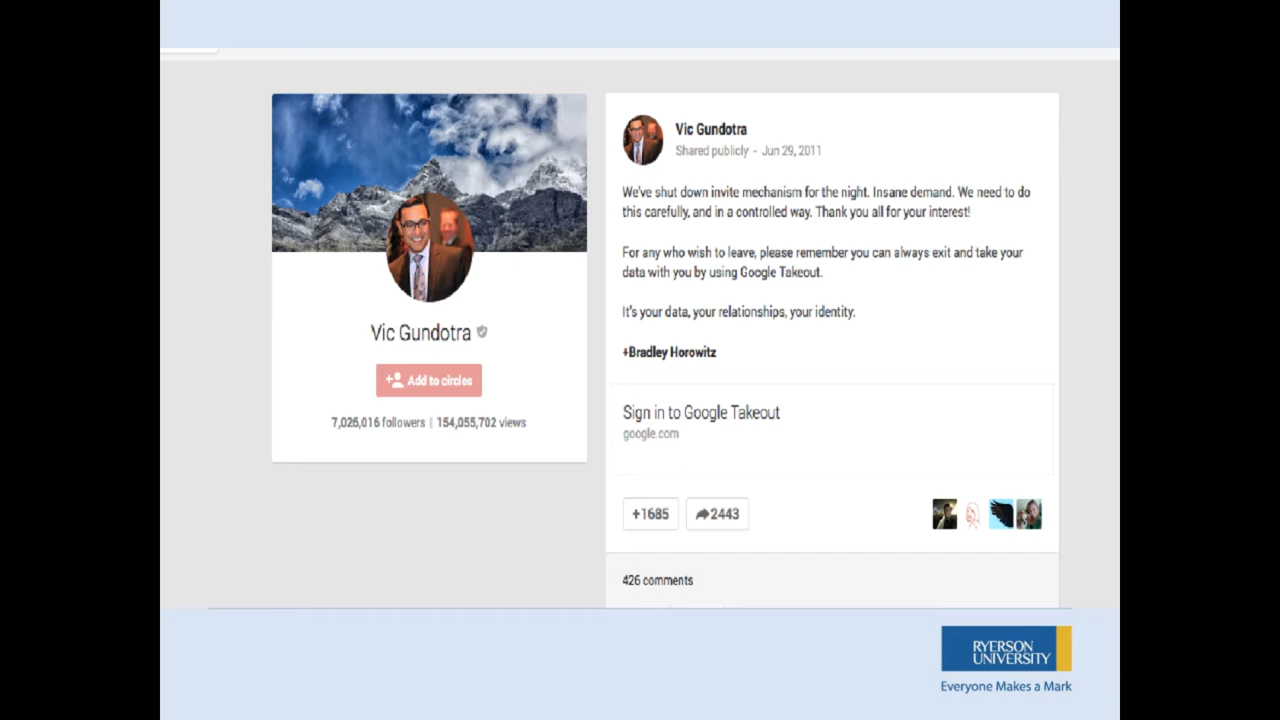 Vic Gundotra
Add to circles
7,026,016 followers | 154,055,702 views
Vic Gundotra
Shared publicly - Jun 29, 2011
We've shut down invite mechanism for the night. Insane demand. We need to do
this carefully, and in a controlled way. Thank you all for your interest!
For any who wish to leave, please remember you can always exit and take your
data with you by using Google Takeout.
It's your data, your relationships, your identity.
+Bradley Horowitz
Sign in to Google Takeout
google.com
+1685
2443
426 comments
RYERSON
UNIVERSITY
Everyone Makes a Mark